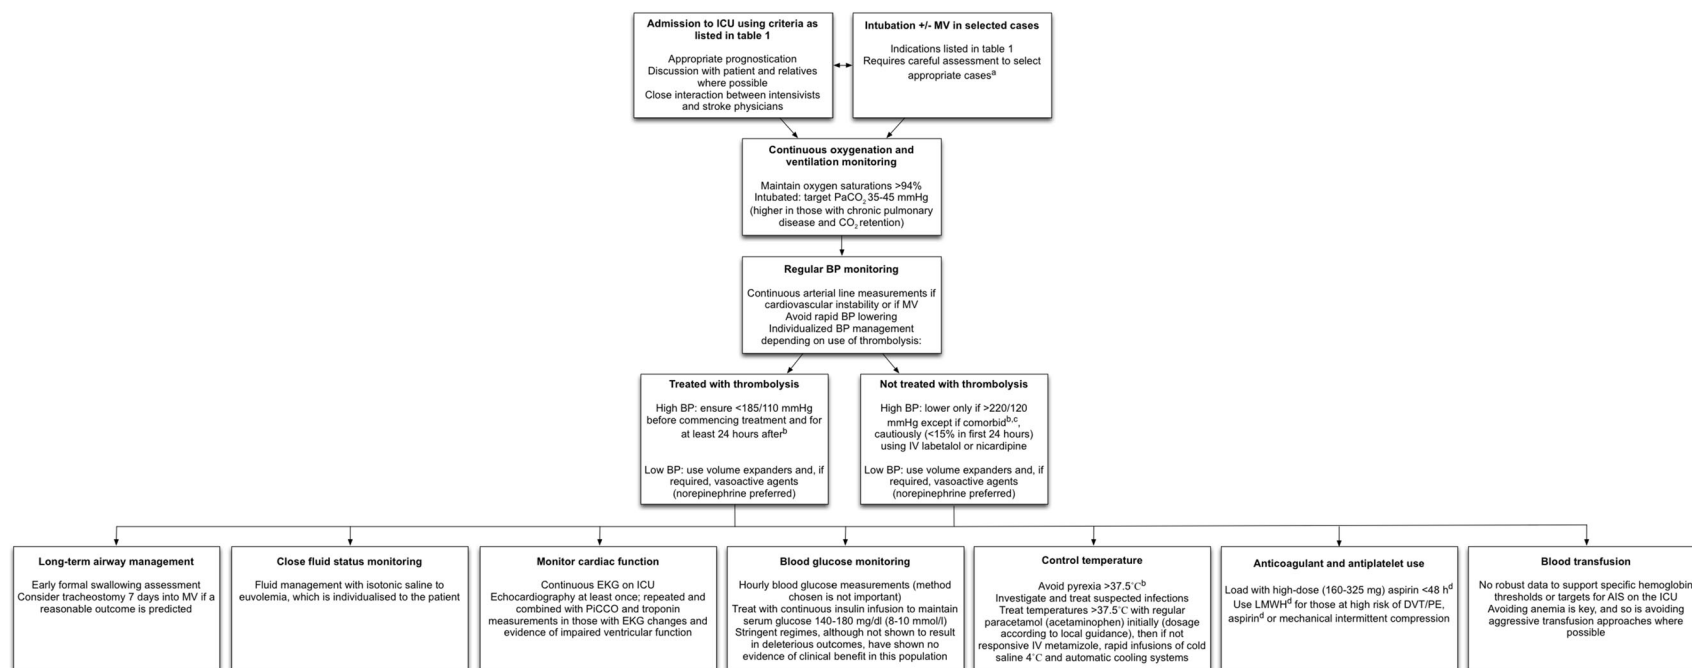 Admission to ICU using criteria as
listed in table 1
Appropriate prognostication
Discussion with patient and relatives
where possible
Close interaction between intensivists
and stroke physicians
Intubation +/- MV in selected cases
Indications listed in table 1
Requires careful assessment to select
appropriate casesᵃ
Continuous oxygenation and
ventilation monitoring
Maintain oxygen saturations >94%
Intubated: target PaCO₂ 35-45 mmHg
(higher in those with chronic pulmonary
disease and CO₂ retention)
Regular BP monitoring
Continuous arterial line measurements if
cardiovascular instability or if MV
Avoid rapid BP lowering
Individualized BP management
depending on use of thrombolysis:
Treated with thrombolysis
High BP: ensure <185/110 mmHg
before commencing treatment and for
at least 24 hours afterᵇ
Low BP: use volume expanders and, if
required, vasoactive agents
(norepinephrine preferred)
Not treated with thrombolysis
High BP: lower only if >220/120
mmHg except if comorbidᵇ,ᶜ,
cautiously (<15% in first 24 hours)
using IV labetalol or nicardipine
Low BP: use volume expanders and, if
required, vasoactive agents
(norepinephrine preferred)
Long-term airway management
Early formal swallowing assessment
Consider tracheostomy 7 days into MV if a
reasonable outcome is predicted
Close fluid status monitoring
Fluid management with isotonic saline to
euvolemia, which is individualised to the patient
Monitor cardiac function
Continuous EKG on ICU
Echocardiography at least once; repeated and
combined with PiCCO and troponin
measurements in those with EKG changes and
evidence of impaired ventricular function
Blood glucose monitoring
Hourly blood glucose measurements (method
chosen is not important)
Treat with continuous insulin infusion to maintain
serum glucose 140-180 mg/dl (8-10 mmol/l)
Stringent regimes, although not shown to result
in deleterious outcomes, have shown no
evidence of clinical benefit in this population
Control temperature
Avoid pyrexia >37.5˚Cᵇ
Investigate and treat suspected infections
Treat temperatures >37.5˚C with regular
paracetamol (acetaminophen) initially (dosage
according to local guidance), then if not
responsive IV metamizole, rapid infusions of cold
saline 4˚C and automatic cooling systems
Anticoagulant and antiplatelet use
Load with high-dose (160-325 mg) aspirin <48 hᵈ
Use LMWHᵈ for those at high risk of DVT/PE,
aspirinᵈ or mechanical intermittent compression
Blood transfusion
No robust data to support specific hemoglobin
thresholds or targets for AIS on the ICU
Avoiding anemia is key, and so is avoiding
aggressive transfusion approaches where
possible